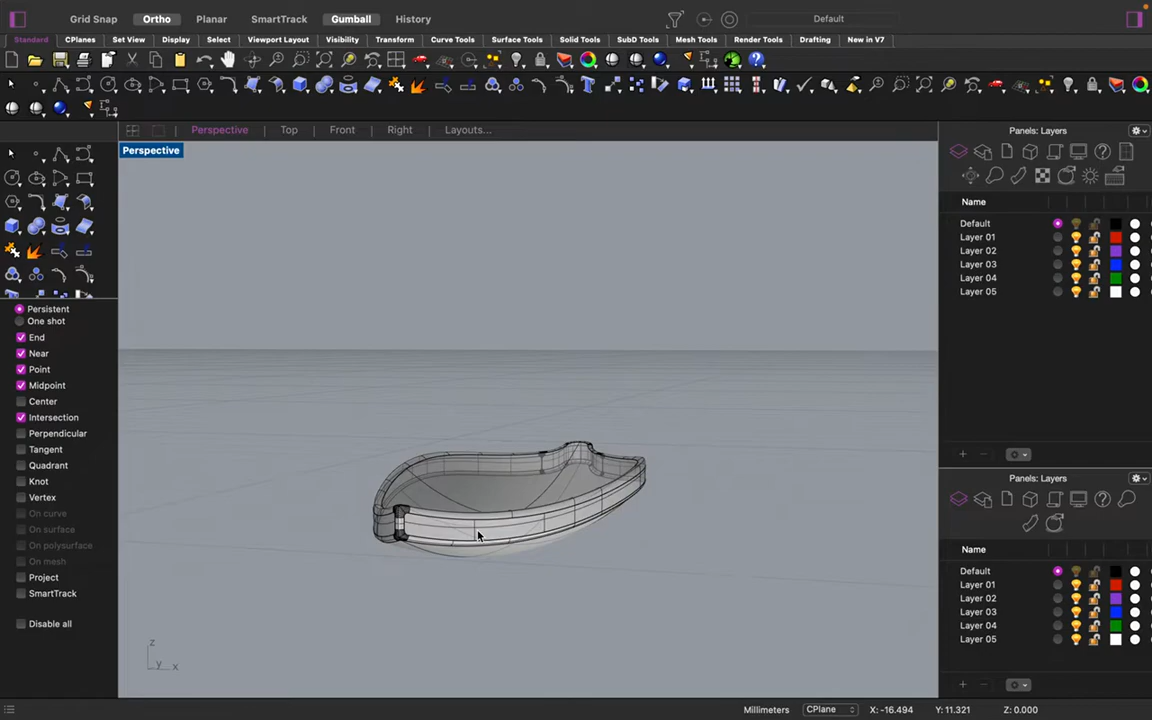 Grid Snap Ortho Planar SmartTrack Gumball History Default
Standard CPlanes Set View Display Select Viewport Layout Visibility Transform Curve Tools Surface Tools Solid Tools SubD Tools Mesh Tools Render Tools Drafting New in V7
Perspective Top Front Right Layouts...
Perspective
Panels: Layers
Name
Default
Layer 01
Layer 02
Layer 03
Layer 04
Layer 05
Persistent
One shot
End
Near
Point
Midpoint
Center
Intersection
Perpendicular
Tangent
Quadrant
Knot
Vertex
On curve
On surface
On polysurface
On mesh
Project
SmartTrack
Disable all
Panels: Layers
Name
Default
Layer 01
Layer 02
Layer 03
Layer 04
Layer 05
z
y x
Millimeters CPlane X: -16.494 Y: 11.321 Z: 0.000